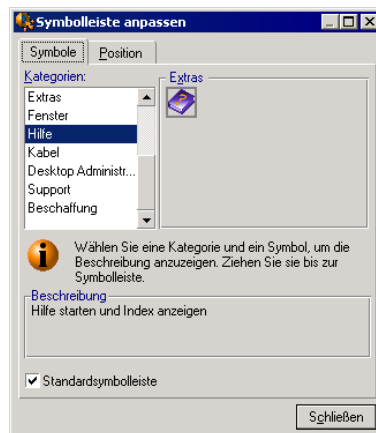 Symbolleiste anpassen
Symbole
Position
Kategorien:
Extras
Extras
Fenster
Hilfe
Kabel
Desktop Administr...
Support
Beschaffung
Wählen Sie eine Kategorie und ein Symbol, um die
Beschreibung anzuzeigen. Ziehen Sie sie bis zur
Symbolleiste.
Beschreibung
Hilfe starten und Index anzeigen
Standardsymbolleiste
Schließen